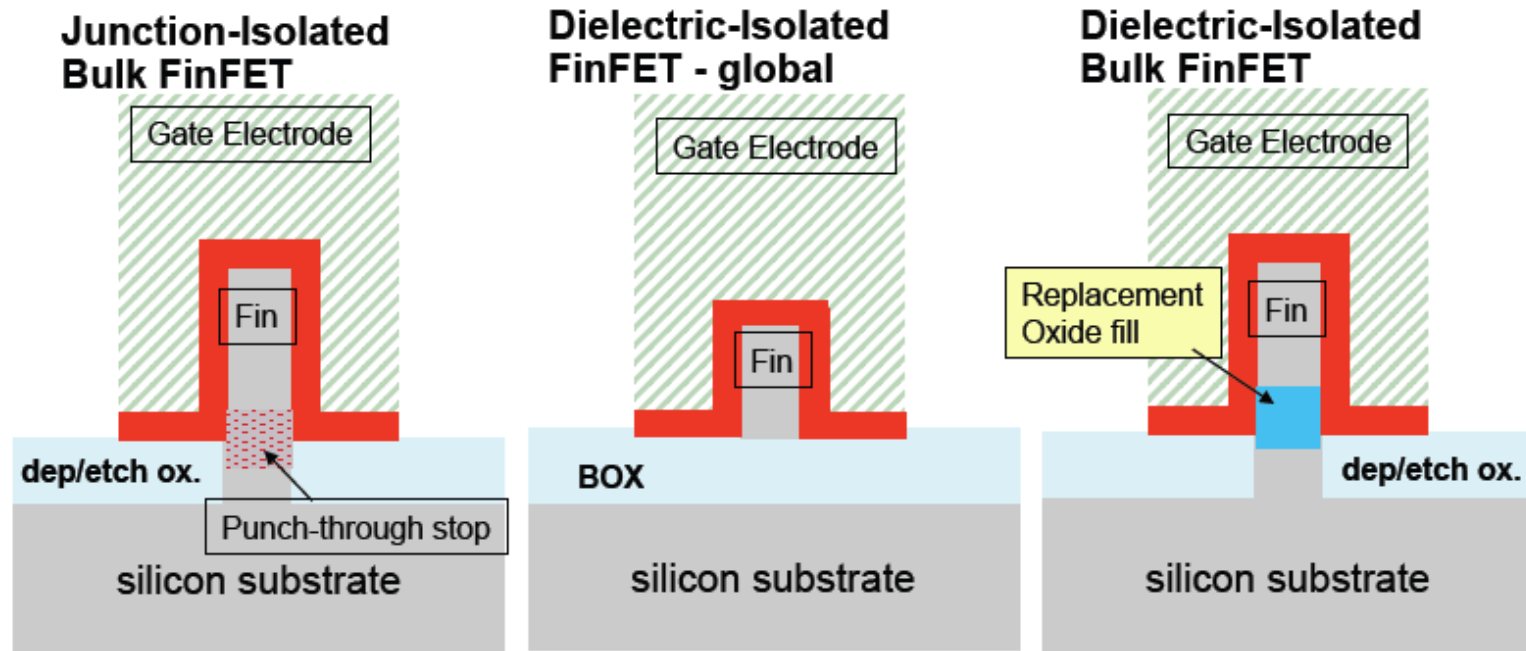 Junction-Isolated
Bulk FinFET
Gate Electrode
Fin
dep/etch ox.
Punch-through stop
silicon substrate
Dielectric-Isolated
FinFET - global
Gate Electrode
Fin
BOX
silicon substrate
Dielectric-Isolated
Bulk FinFET
Gate Electrode
Replacement
Oxide fill
Fin
dep/etch ox.
silicon substrate